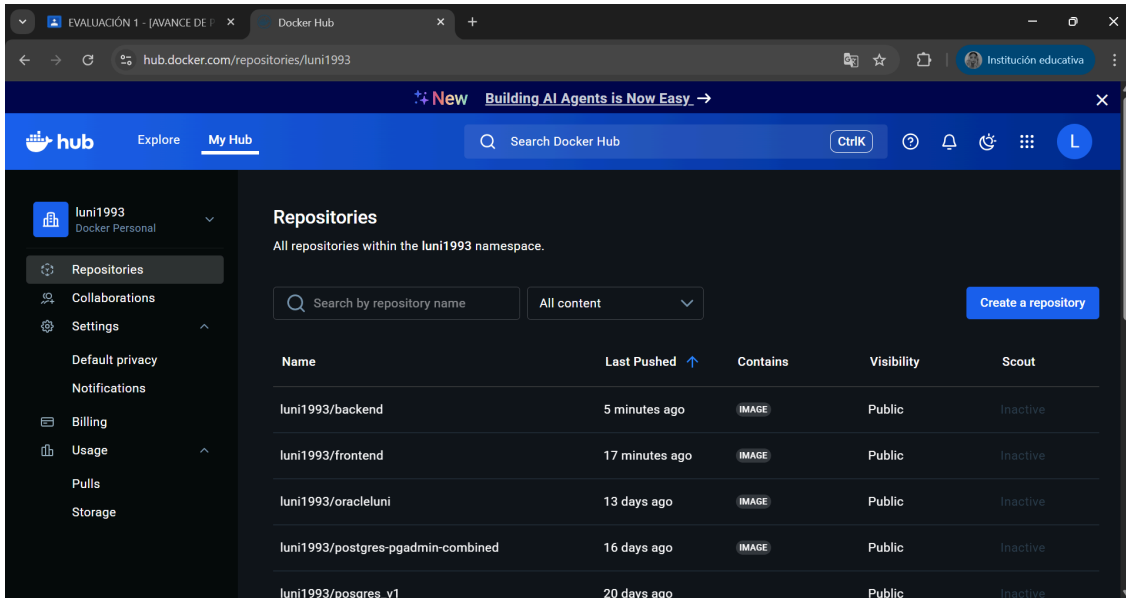 EVALUACIÓN 1 - [AVANCE DE P
Docker Hub
hub.docker.com/repositories/luni1993
Institución educativa
New Building AI Agents is Now Easy →
hub
Explore
My Hub
Search Docker Hub
CtrlK
L
luni1993
Docker Personal
Repositories
Collaborations
Settings
Default privacy
Notifications
Billing
Usage
Pulls
Storage
Repositories
All repositories within the luni1993 namespace.
Search by repository name
All content
Create a repository
Name Last Pushed ↑ Contains Visibility Scout
luni1993/backend 5 minutes ago IMAGE Public Inactive
luni1993/frontend 17 minutes ago IMAGE Public Inactive
luni1993/oracleluni 13 days ago IMAGE Public Inactive
luni1993/postgres-pgadmin-combined 16 days ago IMAGE Public Inactive
luni1993/posgres_v1 20 days ago Public Inactive